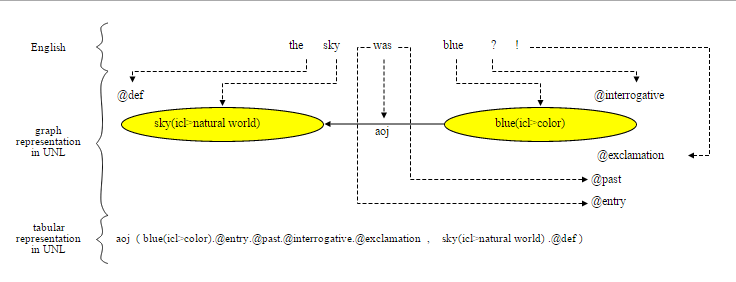 English
the sky was blue ? !
@def
@interrogative
graph
representation
in UNL
sky(icl>natural world)
aoj
blue(icl>color)
@exclamation
@past
@entry
tabular
representation
in UNL
aoj ( blue(icl>color).@entry.@past.@interrogative.@exclamation , sky(icl>natural world) .@def )